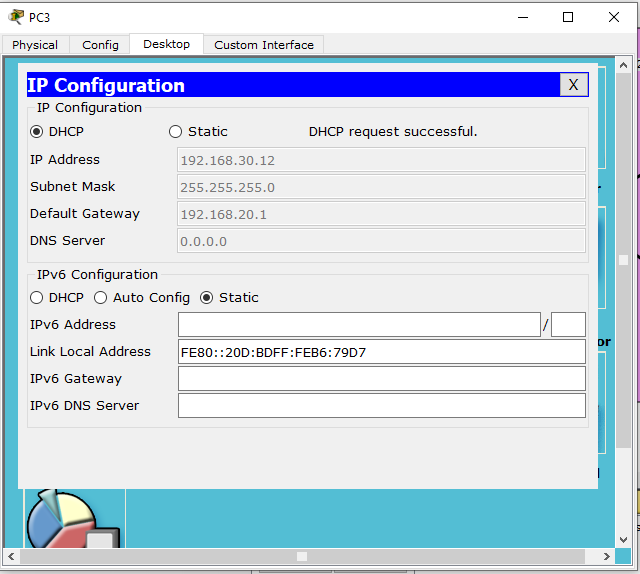 PC3
Physical Config Desktop Custom Interface
IP Configuration X
IP Configuration
DHCP Static DHCP request successful.
IP Address 192.168.30.12
Subnet Mask 255.255.255.0
Default Gateway 192.168.20.1
DNS Server 0.0.0.0
IPv6 Configuration
DHCP Auto Config Static
IPv6 Address /
Link Local Address FE80::20D:BDFF:FEB6:79D7
IPv6 Gateway
IPv6 DNS Server
or